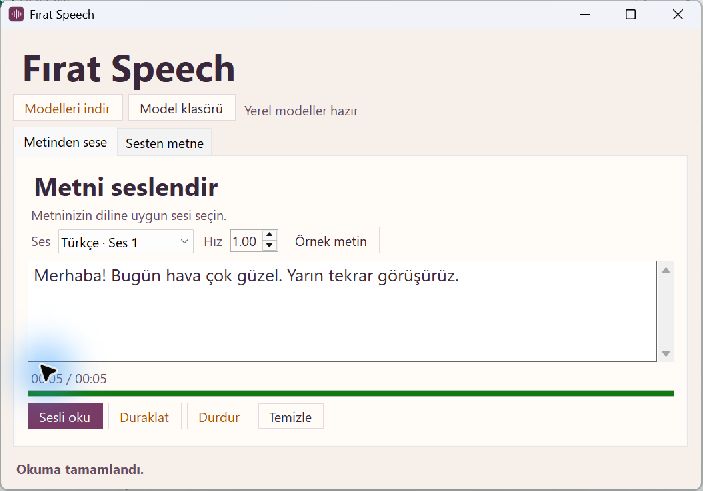 Fırat Speech
Fırat Speech
Modelleri indir Model klasörü Yerel modeller hazır
Metinden sese Sesten metne
Metni seslendir
Metninizin diline uygun sesi seçin.
Ses Türkçe · Ses 1 Hız 1.00 Örnek metin
Merhaba! Bugün hava çok güzel. Yarın tekrar görüşürüz.
00:05 / 00:05
Sesli oku Duraklat Durdur Temizle
Okuma tamamlandı.